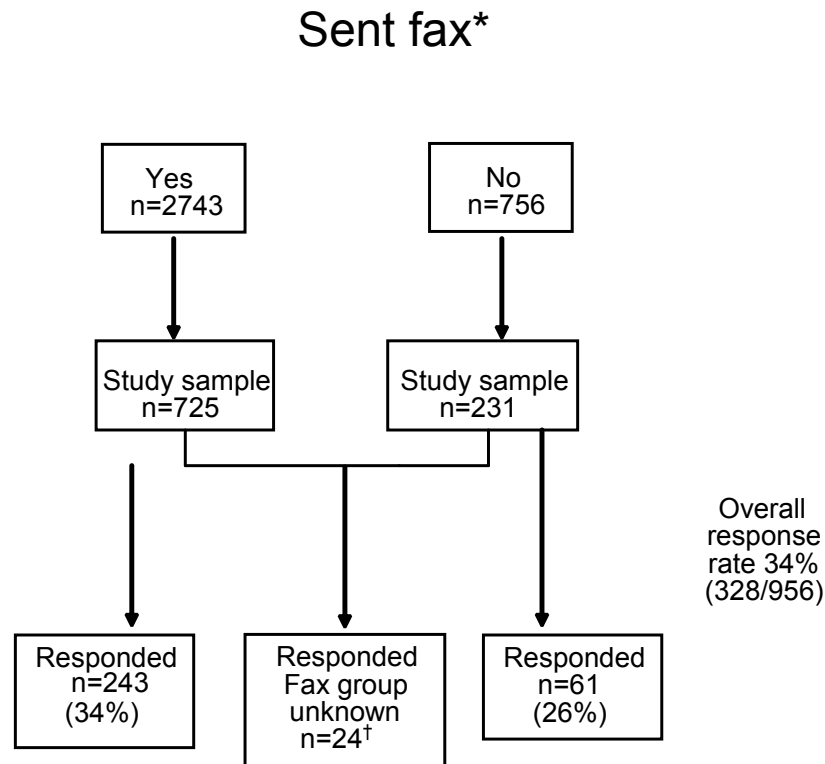 Sent fax*
Yes
n=2743
No
n=756
Study sample
n=725
Study sample
n=231
Overall
response
rate 34%
(328/956)
Responded
n=243
(34%)
Responded
Fax group
unknown
n=24†
Responded
n=61
(26%)